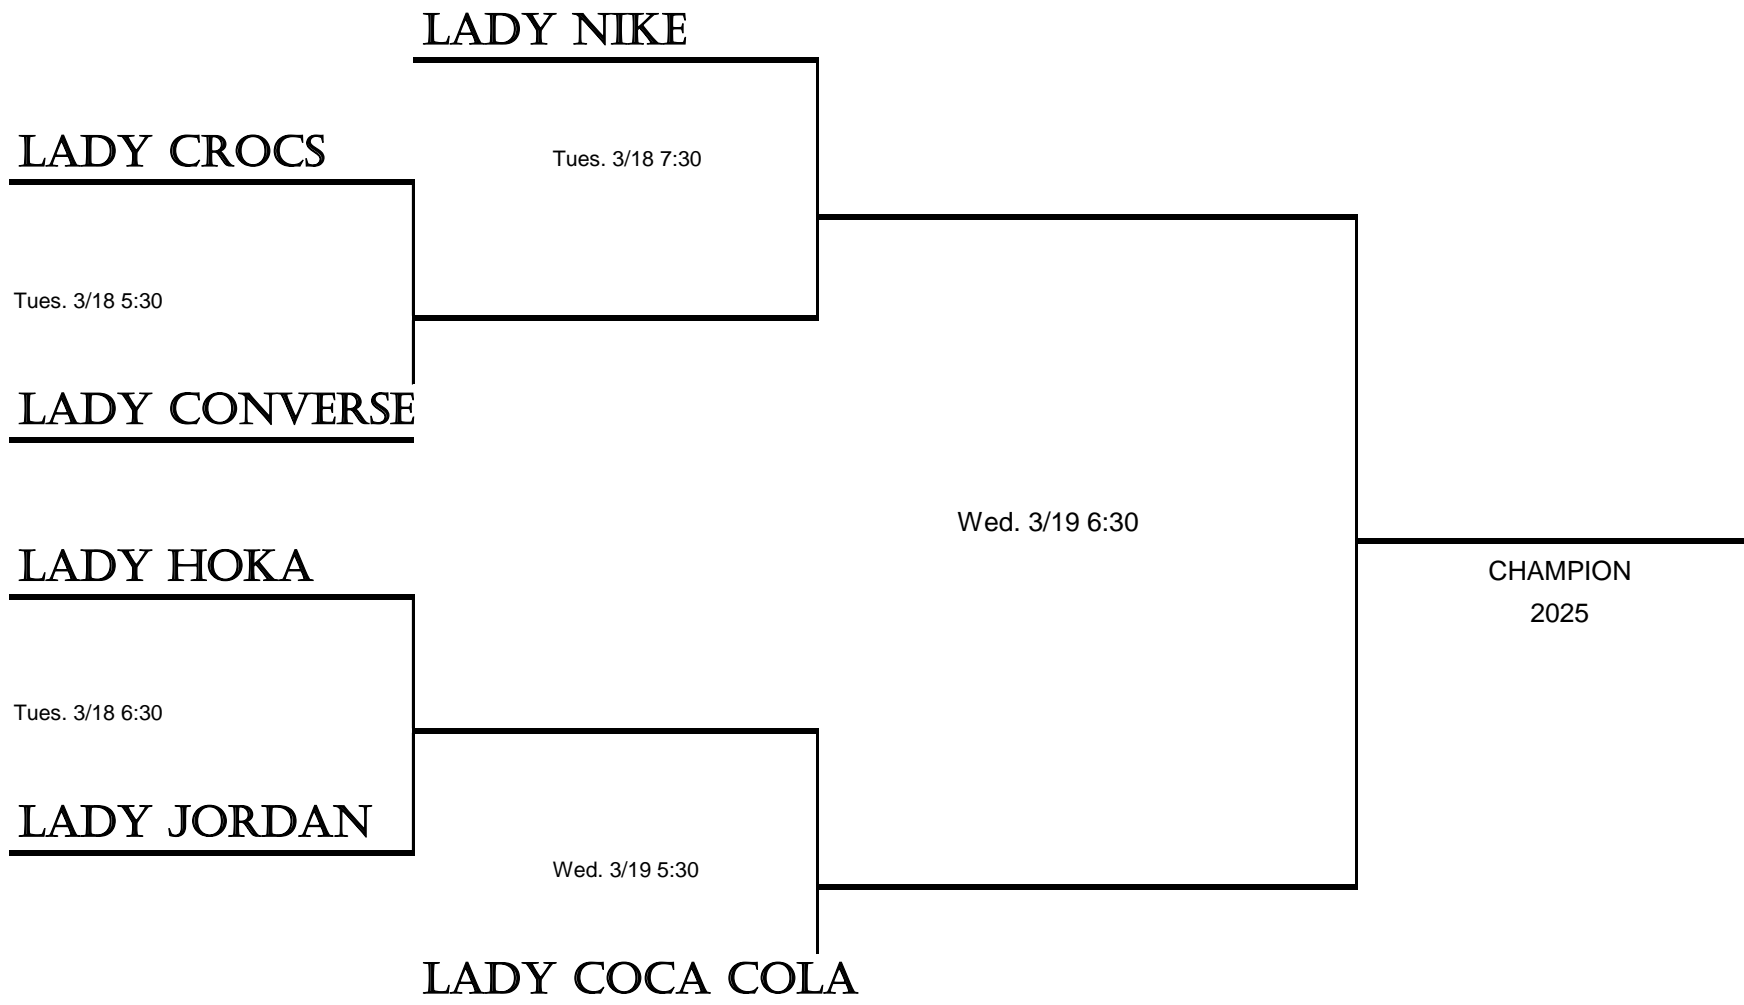 LADY NIKE
LADY CROCS
Tues. 3/18 7:30
Tues. 3/18 5:30
LADY CONVERSE
Wed. 3/19 6:30
LADY HOKA
CHAMPION
2025
Tues. 3/18 6:30
LADY JORDAN
Wed. 3/19 5:30
LADY COCA COLA